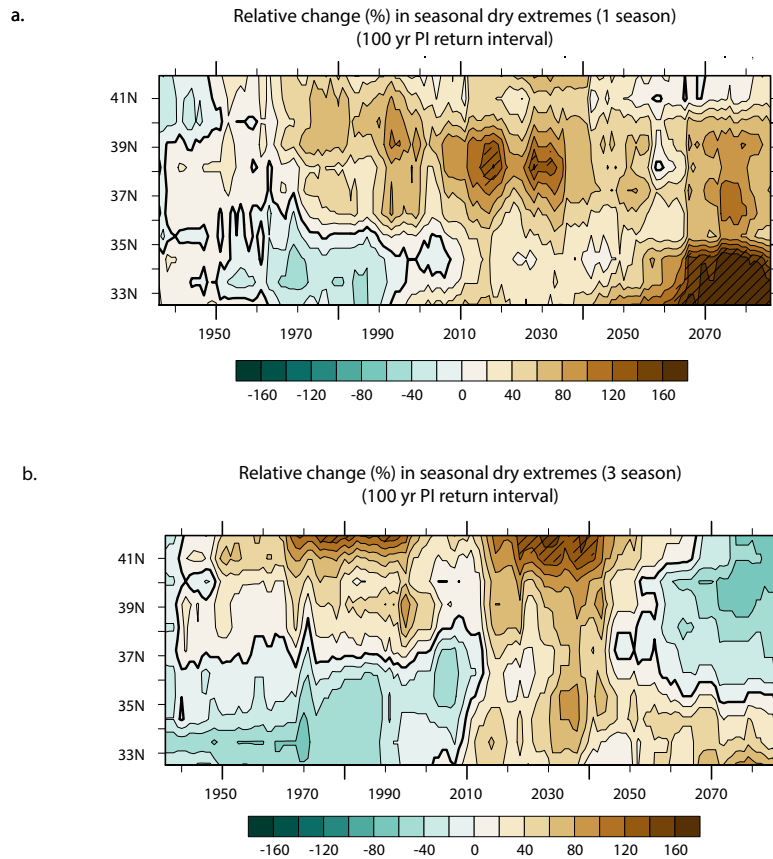 a.
Relative change (%) in seasonal dry extremes (1 season)
(100 yr PI return interval)
41N
39N
37N
35N
33N
1950 1970 1990 2010 2030 2050 2070
-160 -120 -80 -40 0 40 80 120 160
b.
Relative change (%) in seasonal dry extremes (3 season)
(100 yr PI return interval)
41N
39N
37N
35N
33N
1950 1970 1990 2010 2030 2050 2070
-160 -120 -80 -40 0 40 80 120 160